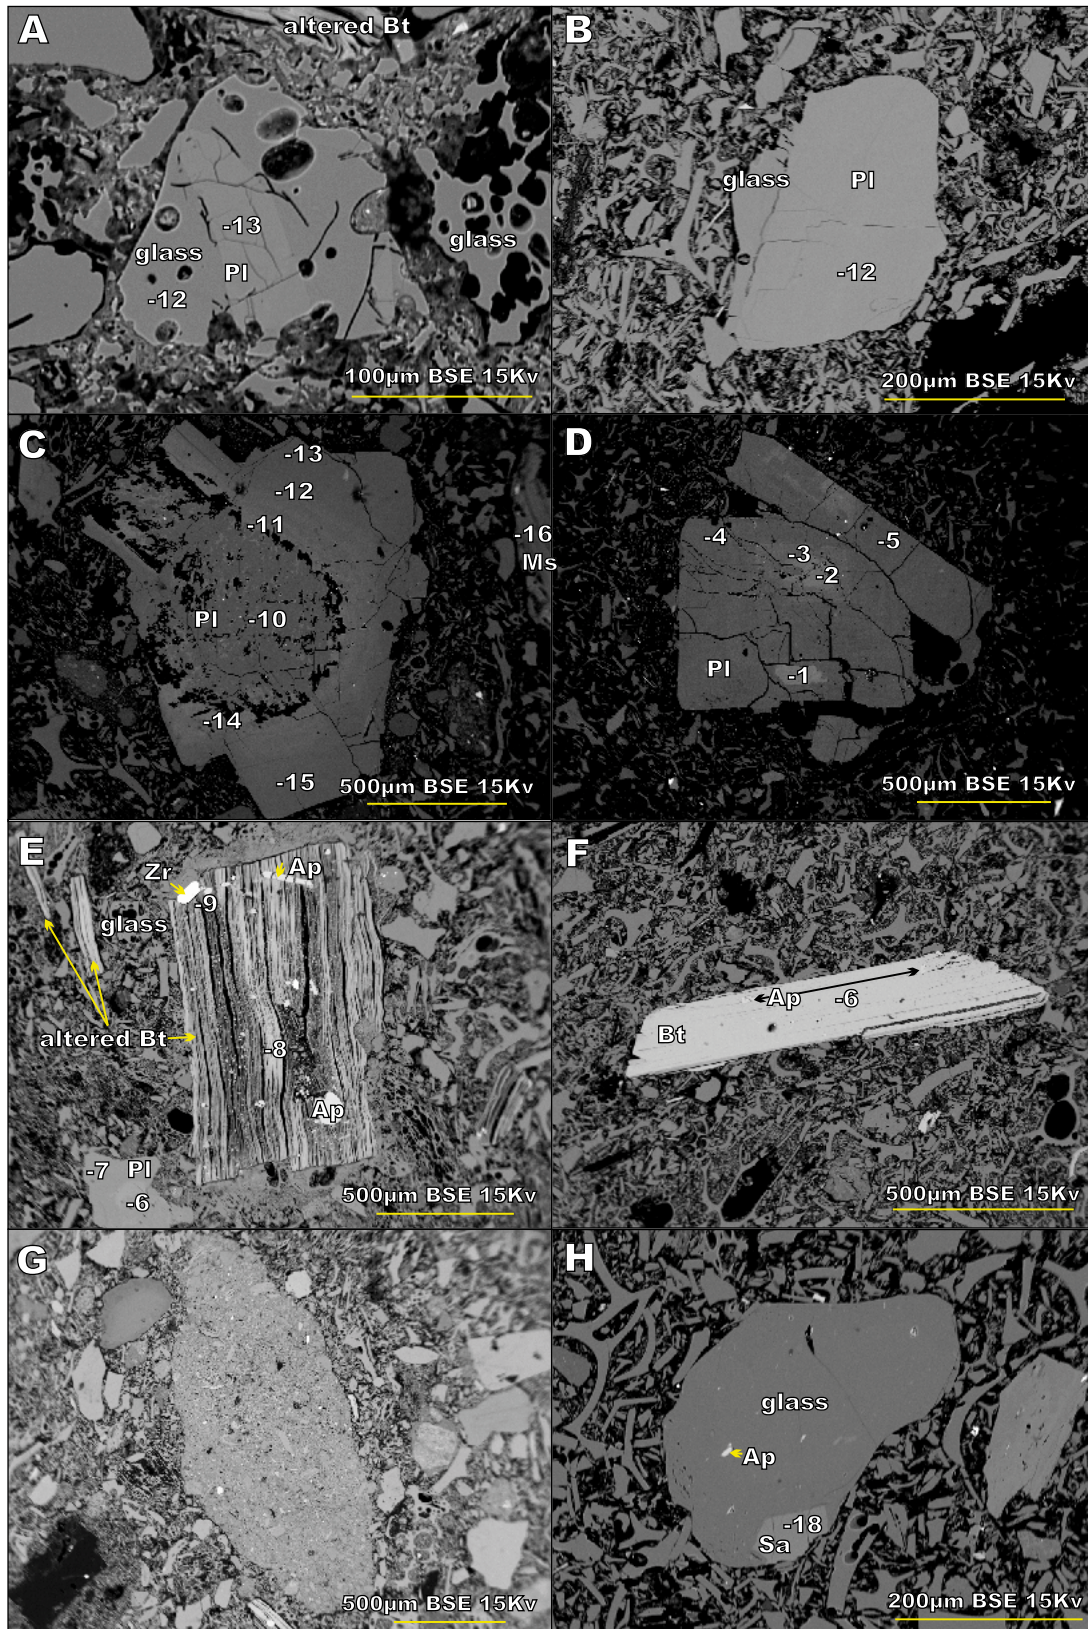 A
altered Bt
-13
glass
Pl
-12
glass
100µm BSE 15Kv
B
glass
Pl
-12
200µm BSE 15Kv
C
-13
-12
-11
-16
Ms
Pl
-10
-14
-15
500µm BSE 15Kv
D
-4
-3
-5
-2
Pl
-1
500µm BSE 15Kv
E
Zr
Ap
-9
glass
altered Bt
-8
Ap
-7
Pl
-6
500µm BSE 15Kv
F
Ap
-6
Bt
500µm BSE 15Kv
G
500µm BSE 15Kv
H
glass
Ap
-18
Sa
200µm BSE 15Kv